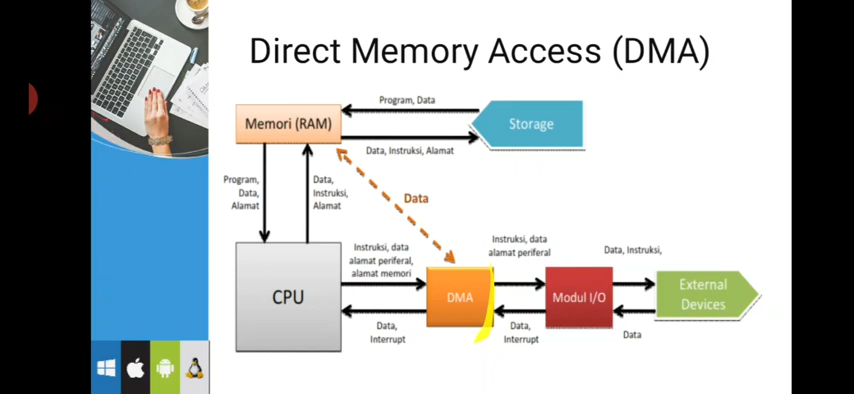 Direct Memory Access (DMA)
Program, Data
Memori (RAM)
Storage
Data, Instruksi, Alamat
Program,
Data,
Alamat
Data,
Instruksi,
Alamat
Data
Instruksi, data
alamat periferal,
alamat memori
Instruksi, data
alamat periferal
Data, Instruksi,
CPU
DMA
Modul I/O
External
Devices
Data,
Interrupt
Data,
Interrupt
Data